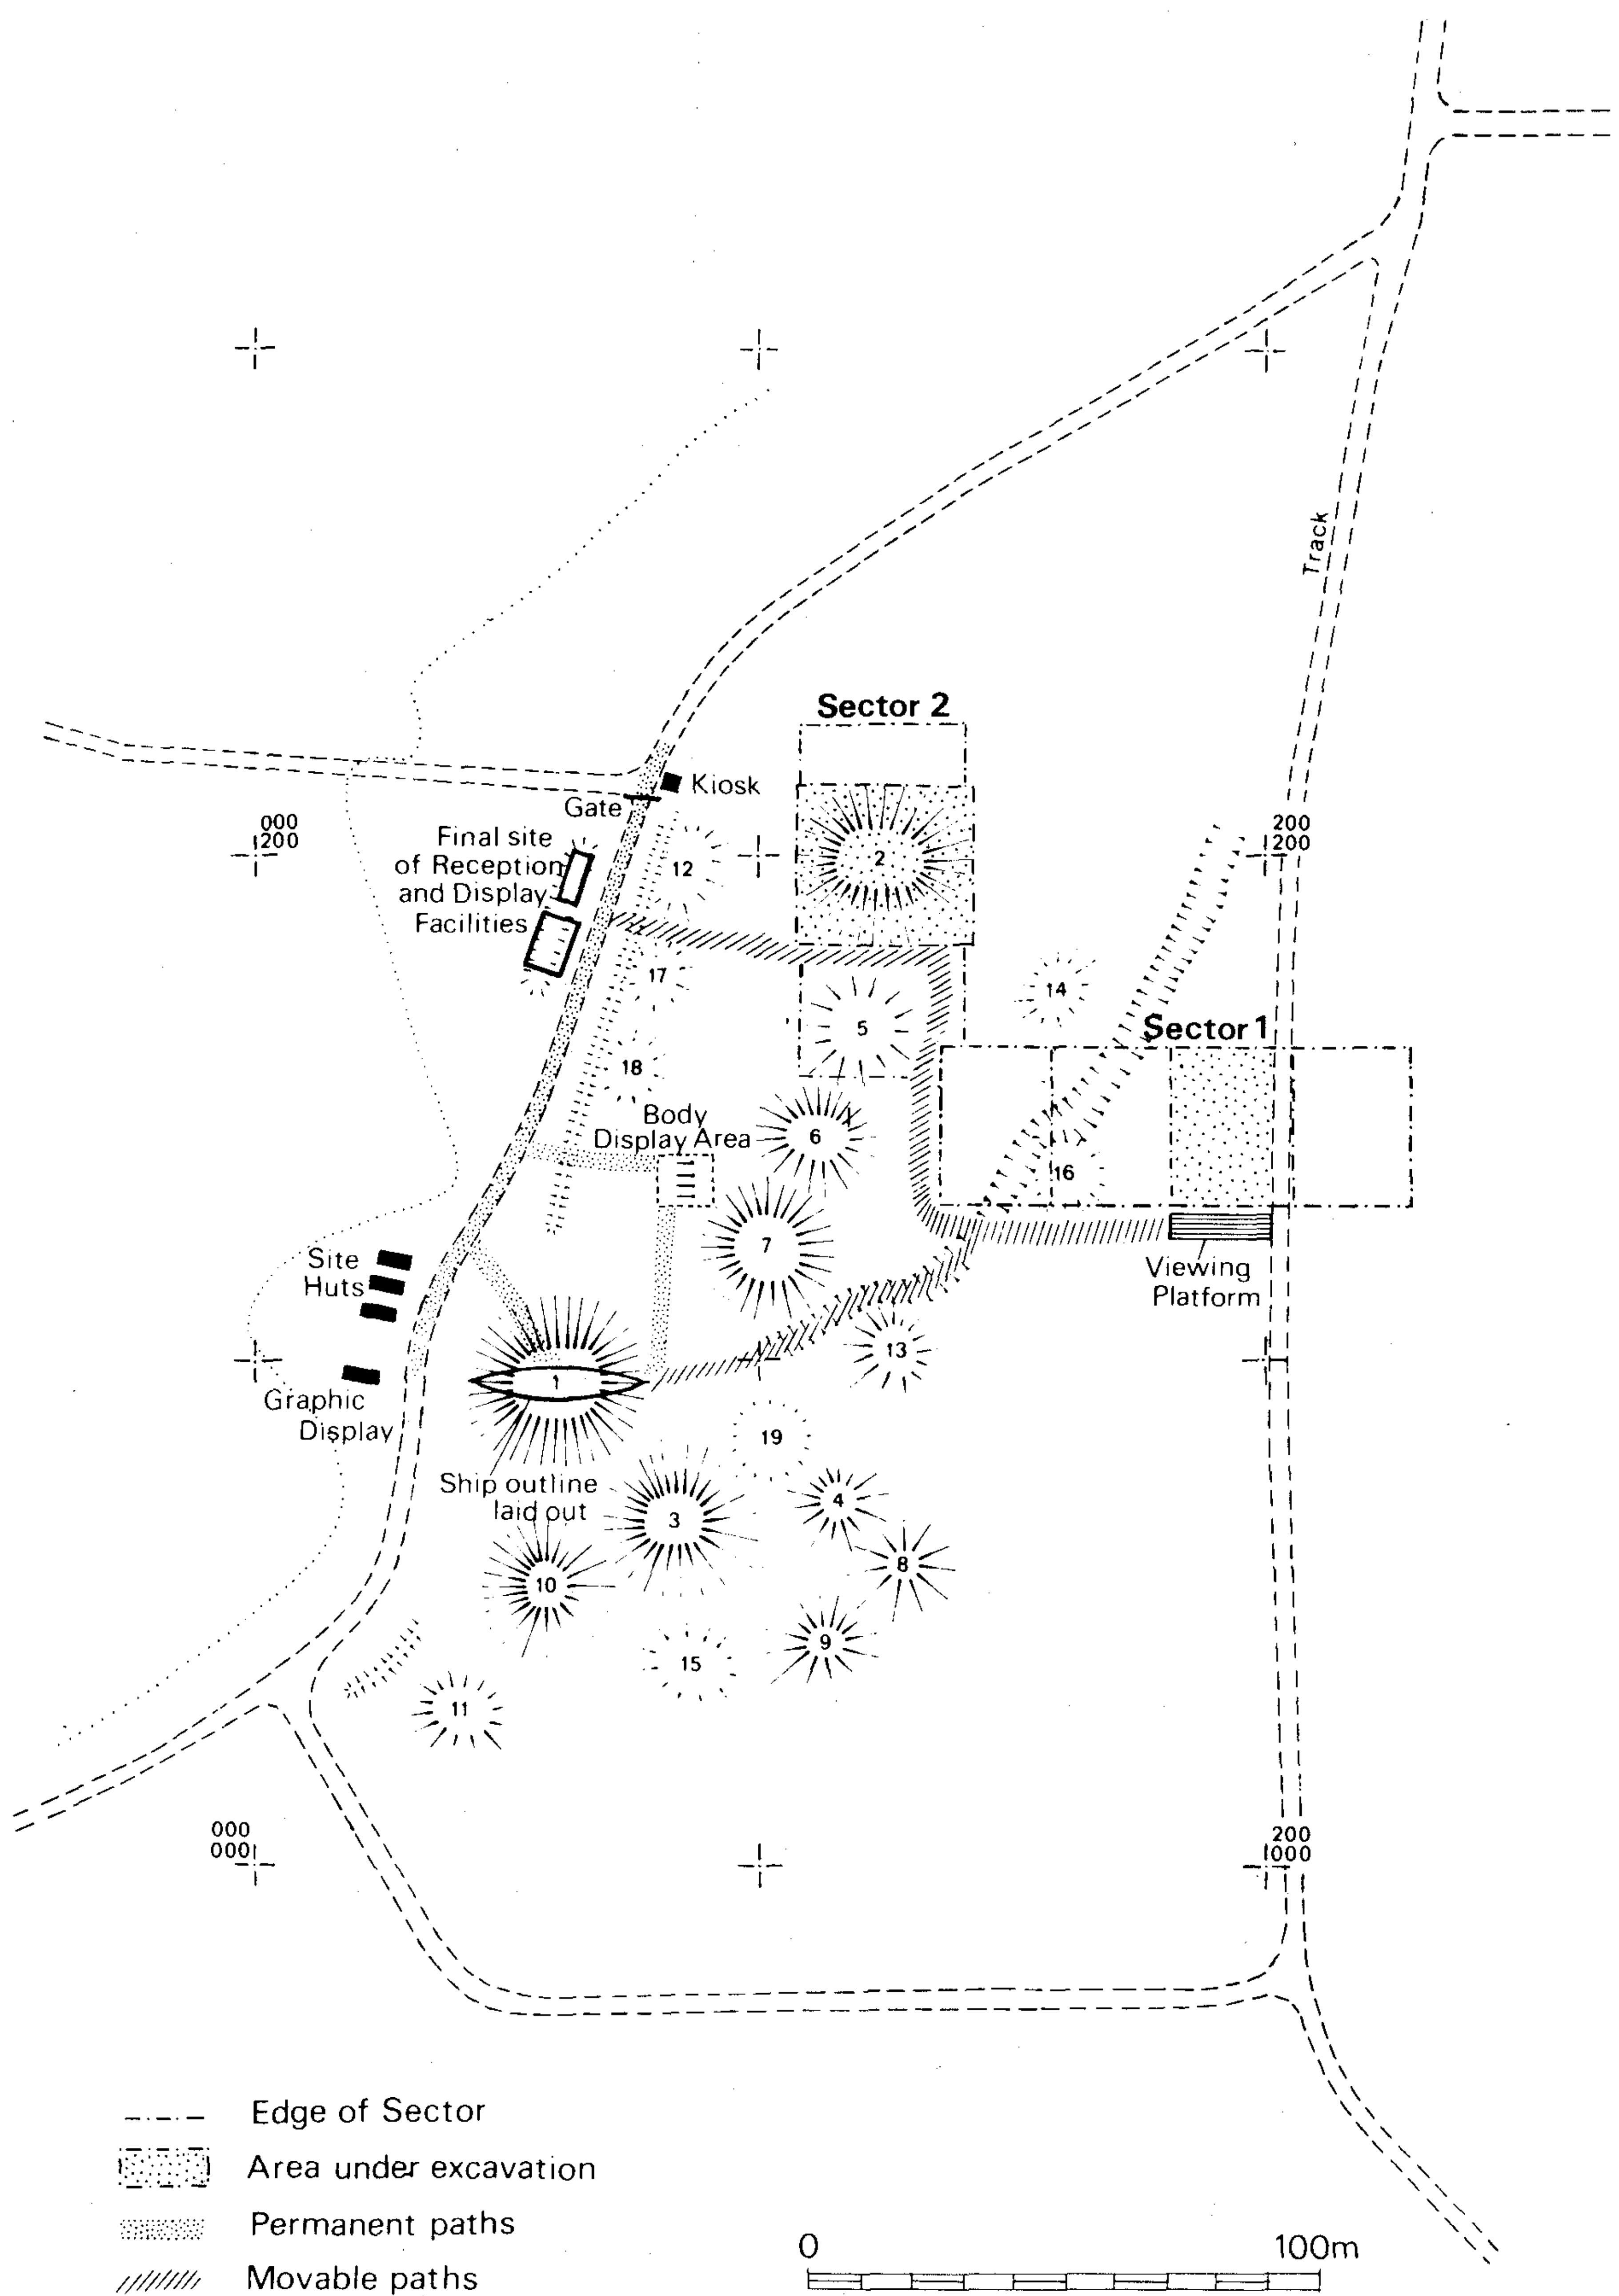 Track
Sector 2
Kiosk
Gate
000
200
Final site
of Reception
and Display
Facilities
12
2
200
200
17
14
5
Sector 1
18
Body
Display Area
6
16
7
Site
Huts
Viewing
Platform
13
1
Graphic
Display
19
Ship outline
laid out
4
3
8
10
9
15
11
000
000
200
000
Edge of Sector
Area under excavation
Permanent paths
Movable paths
0 100m